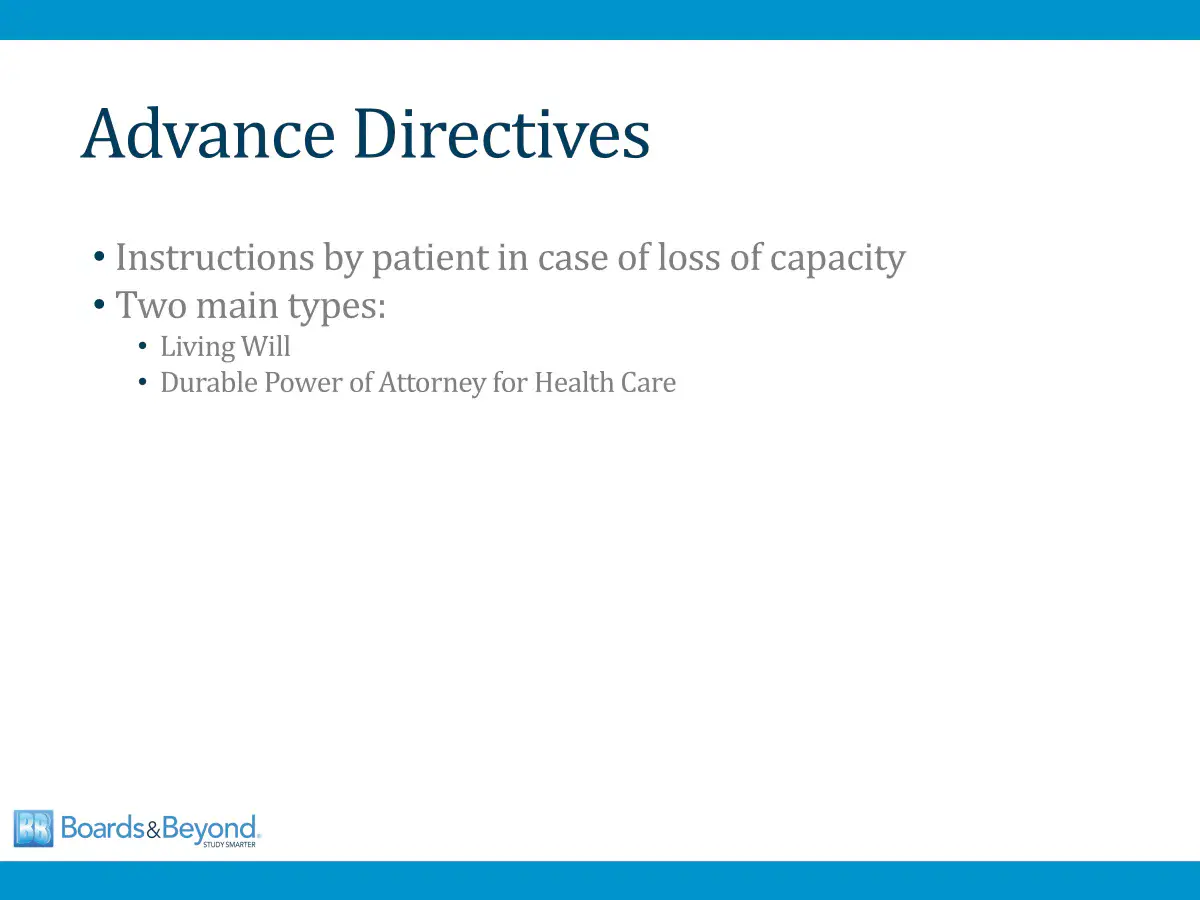 Advance Directives
• Instructions by patient in case of loss of capacity
• Two main types:
• Living Will
• Durable Power of Attorney for Health Care
BB Boards&Beyond®
STUDY SMARTER